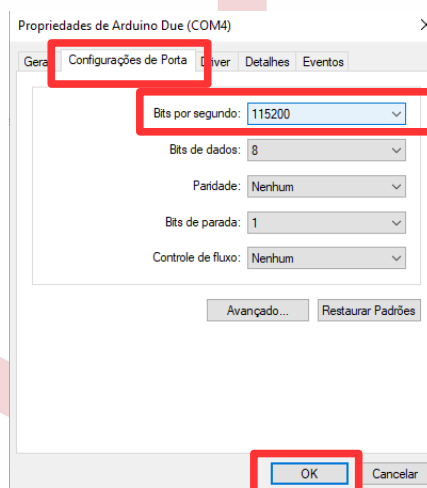 Propriedades de Arduino Due (COM4)
Geral Configurações de Porta Driver Detalhes Eventos
Bits por segundo: 115200
Bits de dados: 8
Paridade: Nenhum
Bits de parada: 1
Controle de fluxo: Nenhum
Avançado... Restaurar Padrões
OK Cancelar